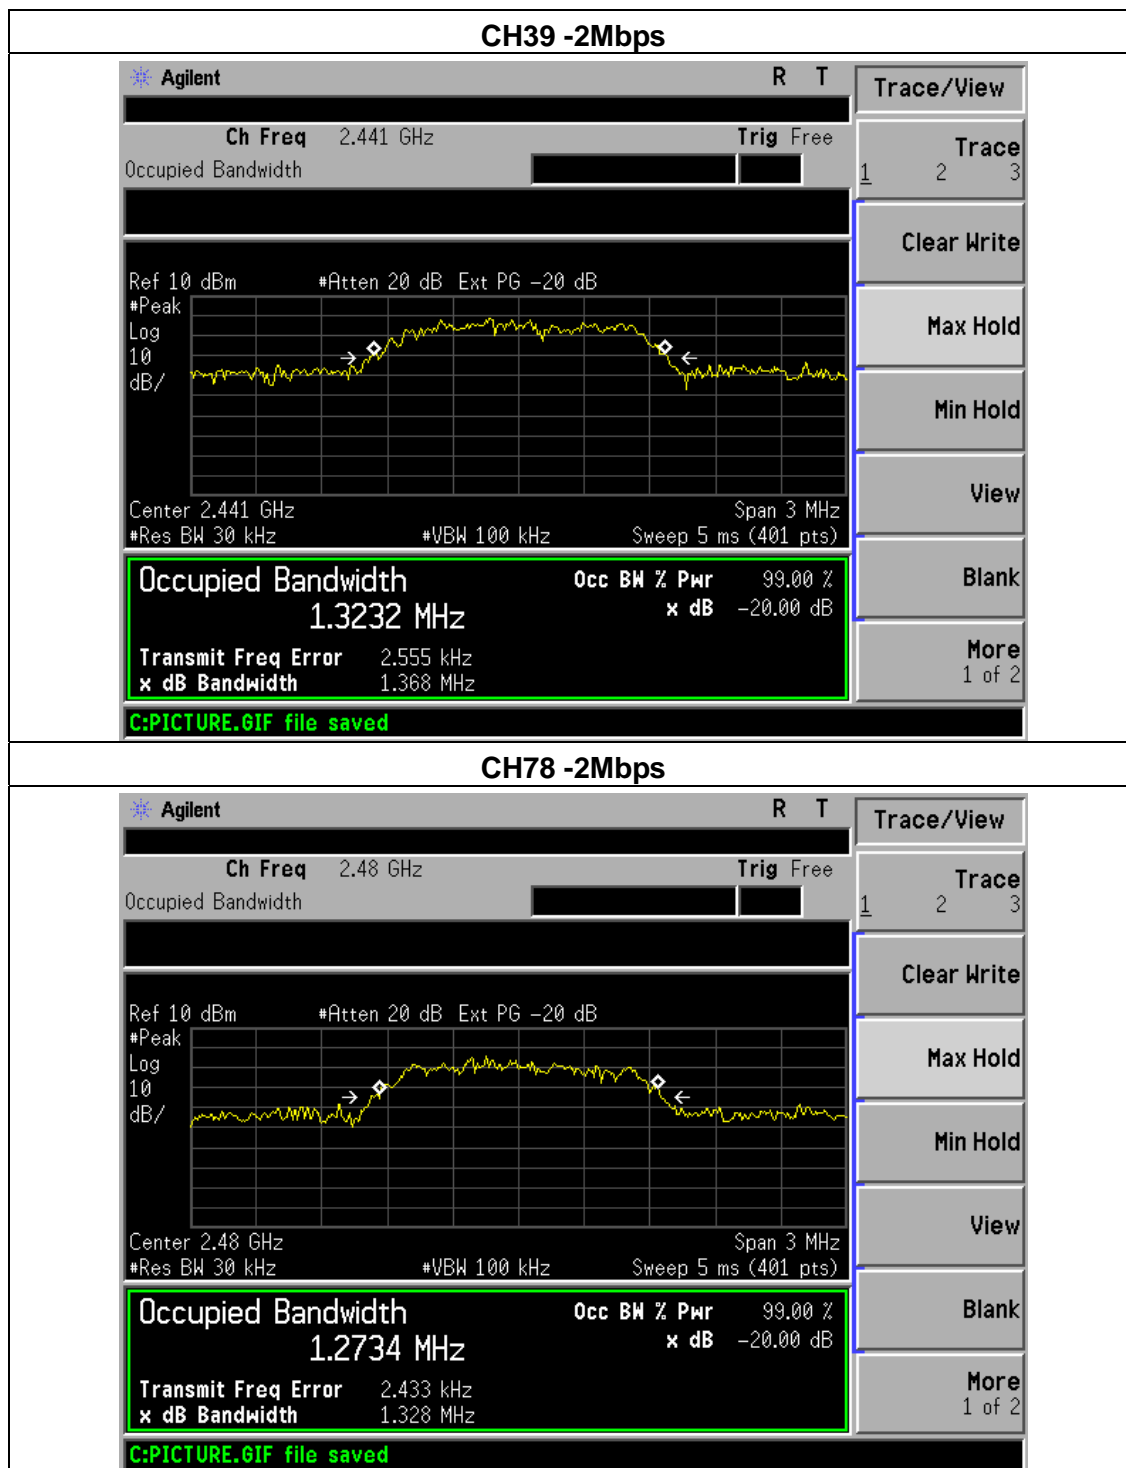 CH39 -2Mbps
Agilent R T
Trace/View
Ch Freq 2.441 GHz Trig Free
Occupied Bandwidth
Trace
1 2 3
Clear Write
Ref 10 dBm #Atten 20 dB Ext PG -20 dB
#Peak
Log
10
dB/
Max Hold
Min Hold
View
Center 2.441 GHz Span 3 MHz
#Res BW 30 kHz #VBW 100 kHz Sweep 5 ms (401 pts)
Occupied Bandwidth Occ BW % Pwr 99.00 %
1.3232 MHz x dB -20.00 dB
Blank
Transmit Freq Error 2.555 kHz
x dB Bandwidth 1.368 MHz
More
1 of 2
C:PICTURE.GIF file saved
CH78 -2Mbps
Agilent R T
Trace/View
Ch Freq 2.48 GHz Trig Free
Occupied Bandwidth
Trace
1 2 3
Clear Write
Ref 10 dBm #Atten 20 dB Ext PG -20 dB
#Peak
Log
10
dB/
Max Hold
Min Hold
View
Center 2.48 GHz Span 3 MHz
#Res BW 30 kHz #VBW 100 kHz Sweep 5 ms (401 pts)
Occupied Bandwidth Occ BW % Pwr 99.00 %
1.2734 MHz x dB -20.00 dB
Blank
Transmit Freq Error 2.433 kHz
x dB Bandwidth 1.328 MHz
More
1 of 2
C:PICTURE.GIF file saved